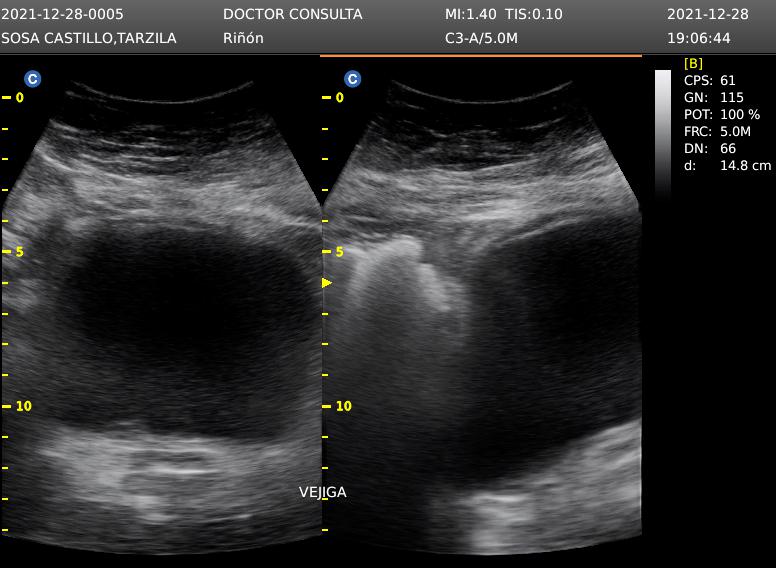 2021-12-28-0005 DOCTOR CONSULTA MI:1.40 TIS:0.10 2021-12-28
SOSA CASTILLO,TARZILA Riñón C3-A/5.0M 19:06:44
C C [B]
0 0 CPS: 61
GN: 115
POT: 100 %
FRC: 5.0M
DN: 66
d: 14.8 cm
5 5
10 10
VEJIGA